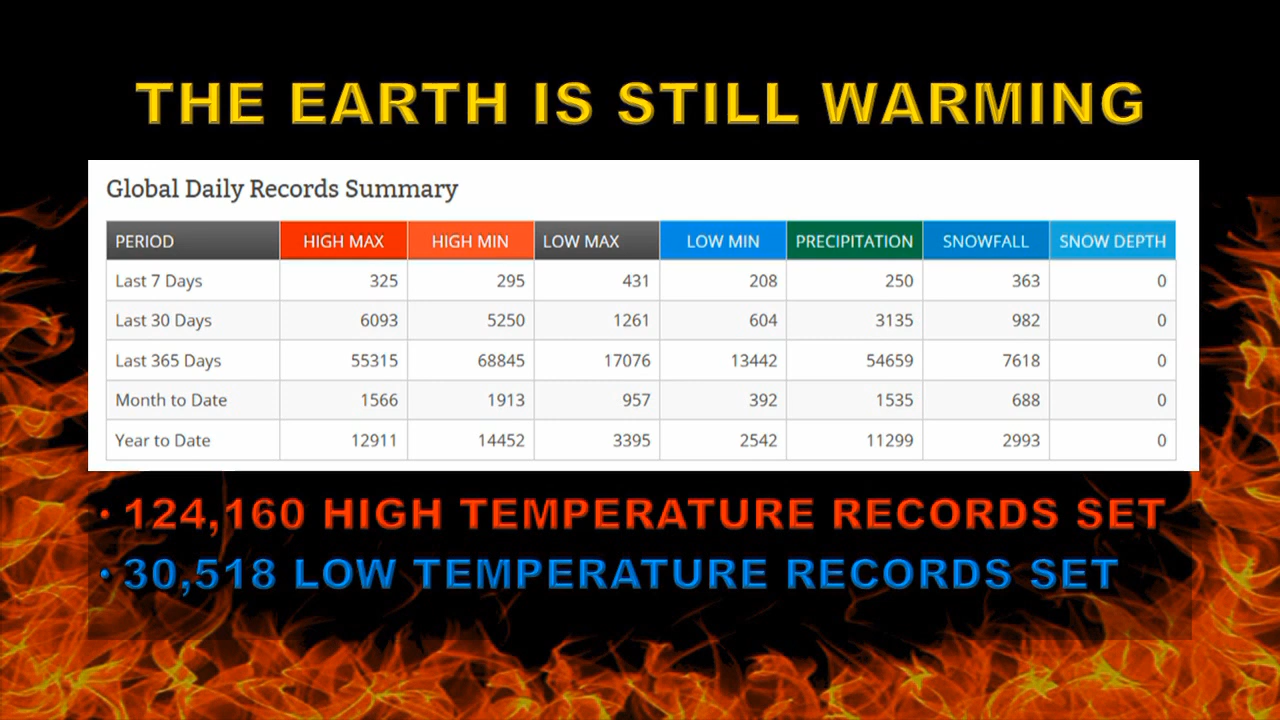 THE EARTH IS STILL WARMING
Global Daily Records Summary
PERIOD HIGH MAX HIGH MIN LOW MAX LOW MIN PRECIPITATION SNOWFALL SNOW DEPTH
Last 7 Days 325 295 431 208 250 363 0
Last 30 Days 6093 5250 1261 604 3135 982 0
Last 365 Days 55315 68845 17076 13442 54659 7618 0
Month to Date 1566 1913 957 392 1535 688 0
Year to Date 12911 14452 3395 2542 11299 2993 0
• 124,160 HIGH TEMPERATURE RECORDS SET
• 30,518 LOW TEMPERATURE RECORDS SET